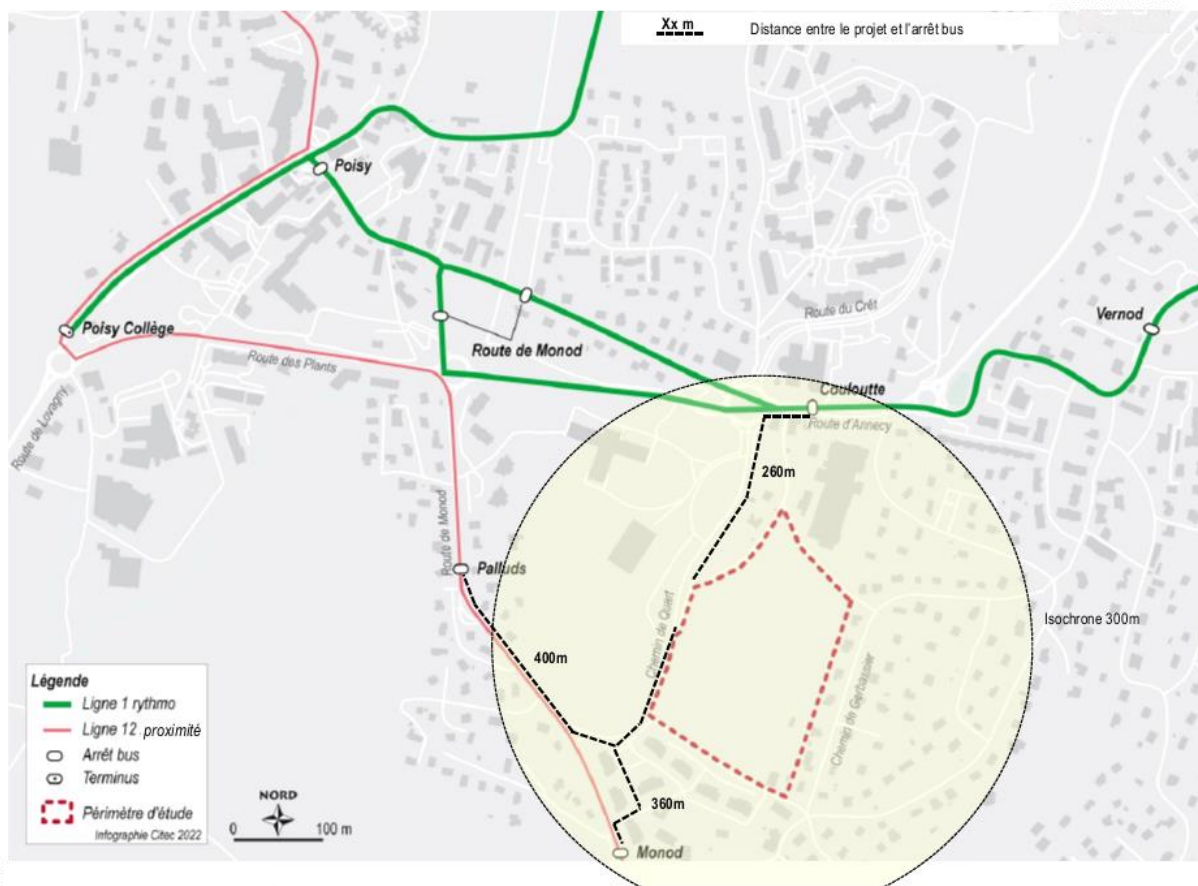 Xx m
Distance entre le projet et l'arrêt bus
Poisy
Route du Crêt
Vernod
Poisy Collège
Route de Monod
Route des Plants
Couloutte
Route d'Annecy
Route de Lovagny
260m
Route de Monod
Palluds
Isochrone 300m
Chemin de Quart
400m
Chemin de Gerbassier
360m
Monod
Légende
Ligne 1 rythmo
Ligne 12 proximité
Arrêt bus
Terminus
Périmètre d'étude
Infographie Citec 2022
NORD
0 100 m